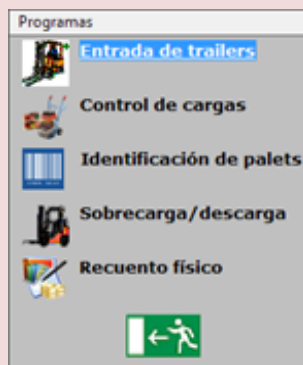 Programas
Entrada de trailers
Control de cargas
Identificación de palets
Sobrecarga/descarga
Recuento físico